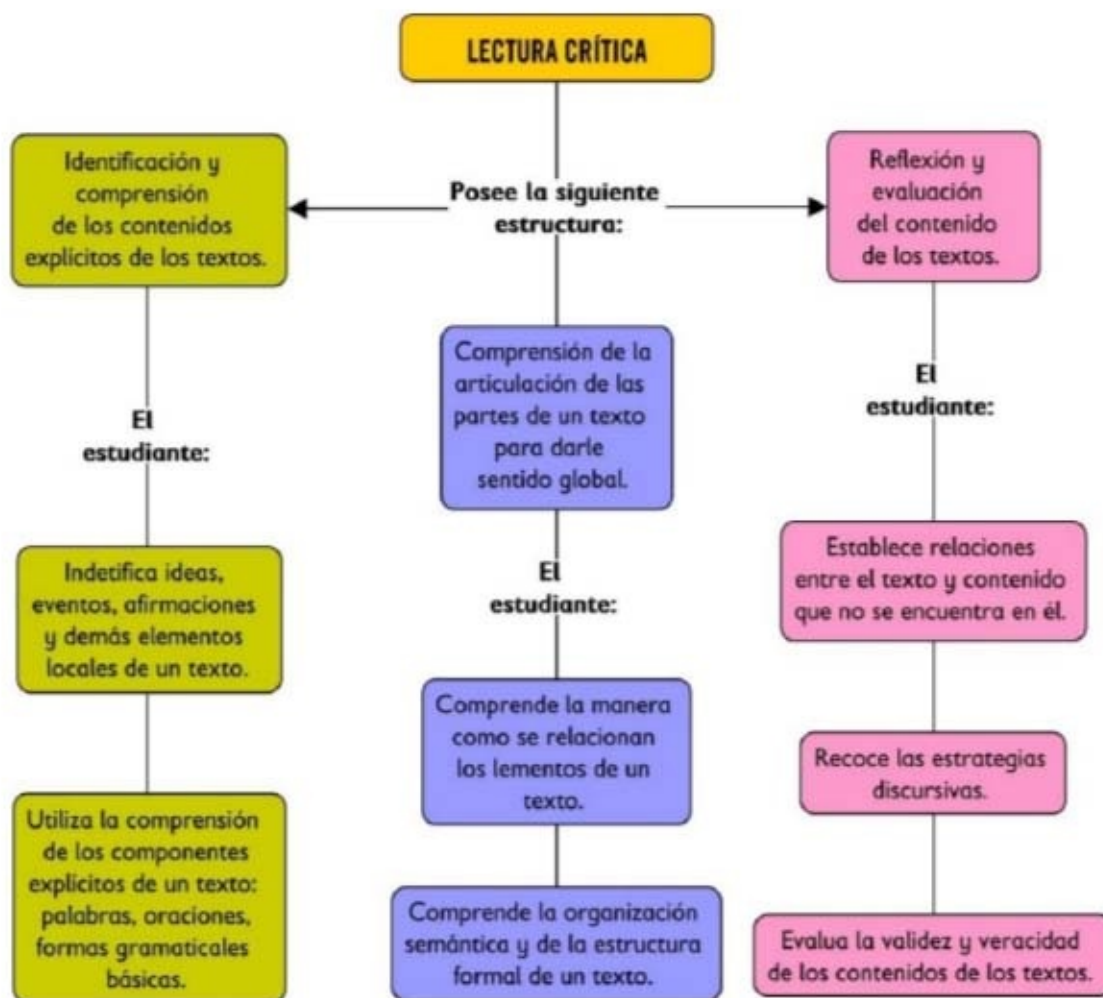 LECTURA CRÍTICA
Posee la siguiente
estructura:
Identificación y
comprensión
de los contenidos
explícitos de los textos.
El
estudiante:
Indetifica ideas,
eventos, afirmaciones
y demás elementos
locales de un texto.
Utiliza la comprensión
de los componentes
explícitos de un texto:
palabras, oraciones,
formas gramaticales
básicas.
Comprensión de la
articulación de las
partes de un texto
para darle
sentido global.
El
estudiante:
Comprende la manera
como se relacionan
los lementos de un
texto.
Comprende la organización
semántica y de la estructura
formal de un texto.
Reflexión y
evaluación
del contenido
de los textos.
El
estudiante:
Establece relaciones
entre el texto y contenido
que no se encuentra en él.
Recoce las estrategias
discursivas.
Evalua la validez y veracidad
de los contenidos de los textos.